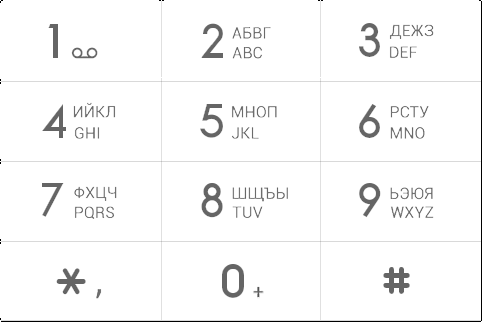 1 2 АБВГ 3 ДЕЖЗ
ABC DEF
4 ИЙКЛ 5 МНОП 6 РСТУ
GHI JKL MNO
7 ФХЦЧ 8 ШЩЪЫ 9 ЬЭЮЯ
PQRS TUV WXYZ
* , 0 + #